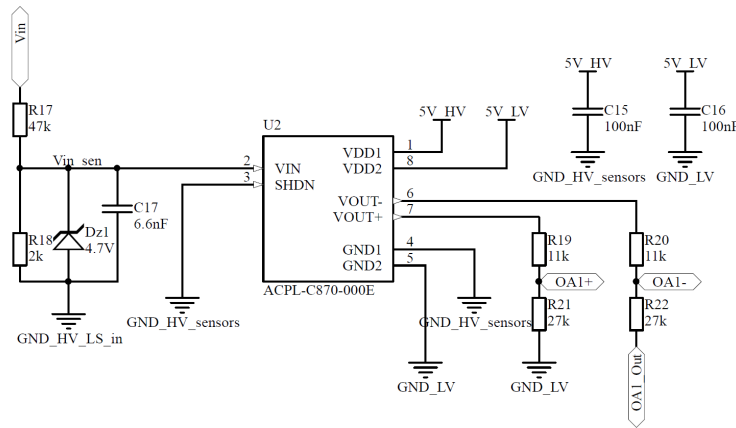 Vin
R17
47k
Vin_sen
R18
2k
Dz1
4.7V
C17
6.6nF
GND_HV_LS_in
GND_HV_sensors
U2
2
VIN
3
SHDN
VDD1
1
VDD2
8
VOUT-
6
VOUT+
7
GND1
4
GND2
5
ACPL-C870-000E
5V_HV
5V_LV
GND_HV_sensors
GND_LV
5V_HV
C15
100nF
GND_HV_sensors
5V_LV
C16
100nF
GND_LV
R19
11k
OA1+
R21
27k
GND_LV
R20
11k
OA1-
R22
27k
OA1_Out